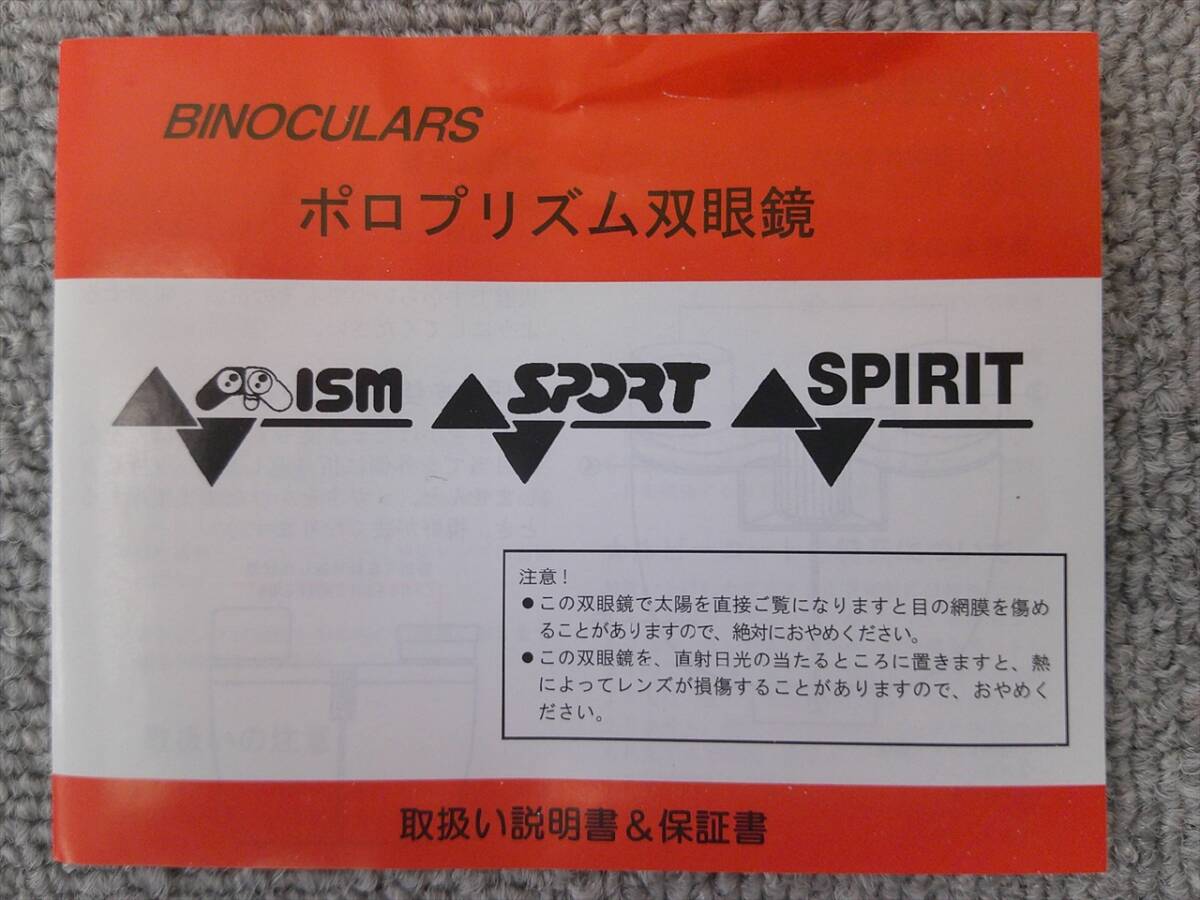 BINOCULARS
ポロプリズム双眼鏡
ISM SPORT SPIRIT
注意!
●この双眼鏡で太陽を直接ご覧になりますと目の網膜を傷め
ることがありますので、絶対におやめください。
●この双眼鏡を、直射日光の当たるところに置きますと、熱
によってレンズが損傷することがありますので、おやめく
ださい。
取扱い説明書&保証書